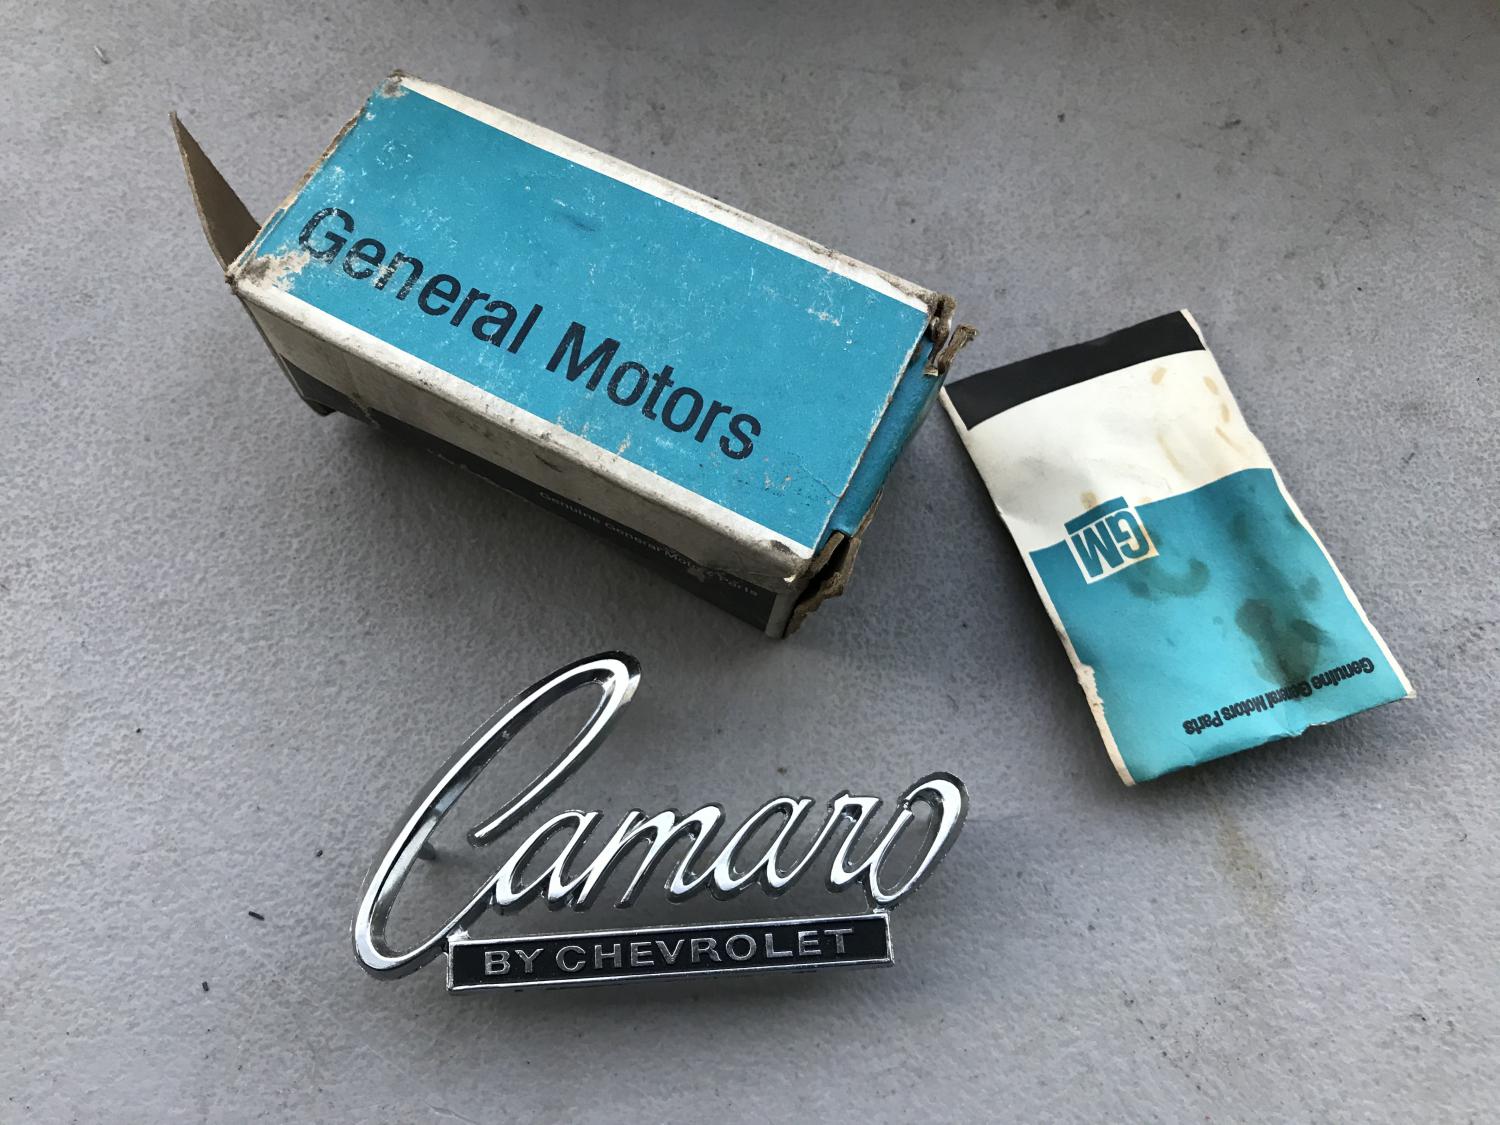 General Motors
Genuine General Motors Parts
GM
Genuine General Motors Parts
Camaro
BY CHEVROLET